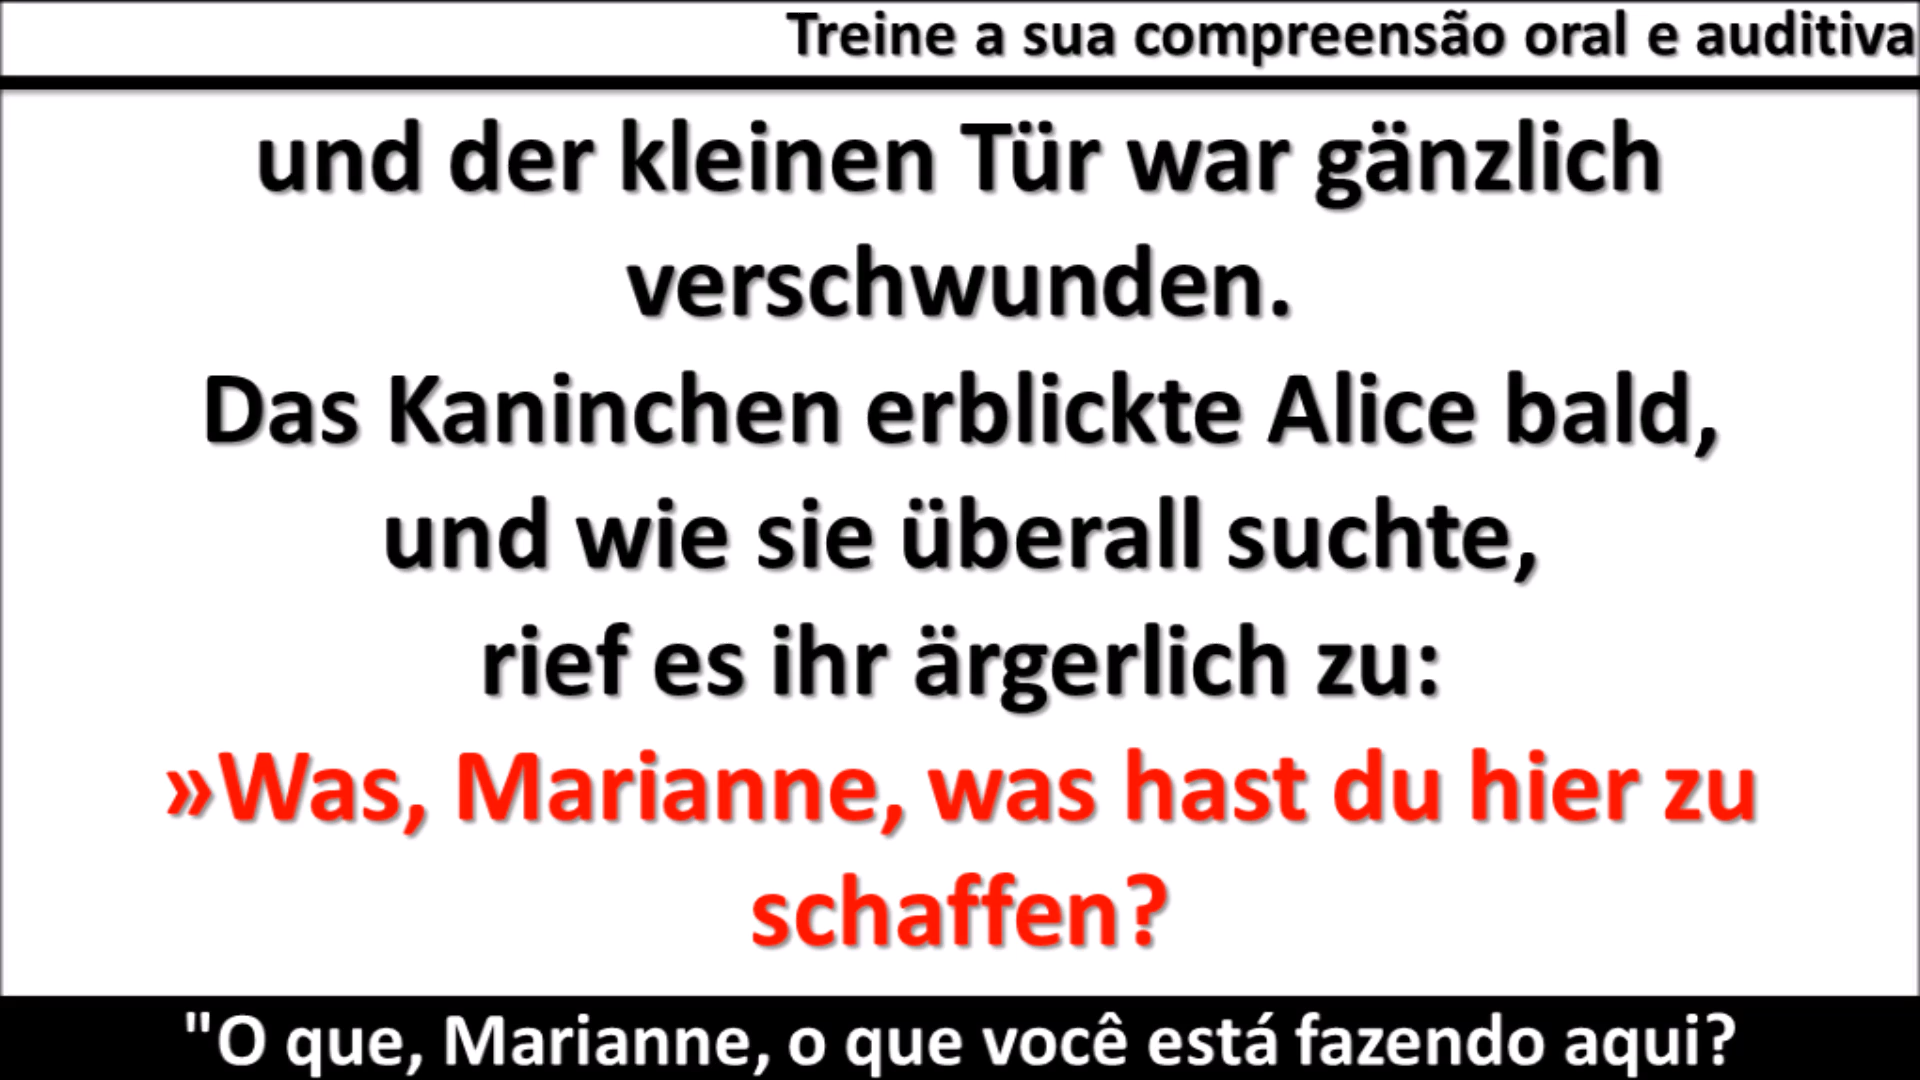 Treine a sua compreensão oral e auditiva
und der kleinen Tür war gänzlich
verschwunden.
Das Kaninchen erblickte Alice bald,
und wie sie überall suchte,
rief es ihr ärgerlich zu:
»Was, Marianne, was hast du hier zu
schaffen?
"O que, Marianne, o que você está fazendo aqui?